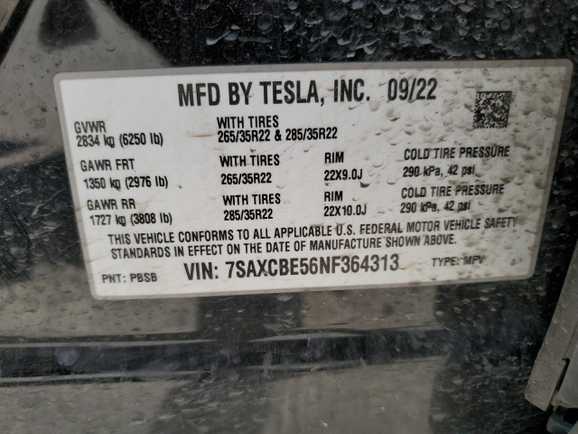 MFD BY TESLA, INC. 09/22
GVWR WITH TIRES
2834 kg (6250 lb) 265/35R22 & 285/35R22
GAWR FRT WITH TIRES RIM COLD TIRE PRESSURE
1350 kg (2976 lb) 265/35R22 22X9.0J 290 kPa, 42 psi
GAWR RR WITH TIRES RIM COLD TIRE PRESSURE
1727 kg (3808 lb) 285/35R22 22X10.0J 290 kPa, 42 psi
THIS VEHICLE CONFORMS TO ALL APPLICABLE U.S. FEDERAL MOTOR VEHICLE SAFETY
STANDARDS IN EFFECT ON THE DATE OF MANUFACTURE SHOWN ABOVE.
PNT: PBSB VIN: 7SAXCBE56NF364313 TYPE: MPV